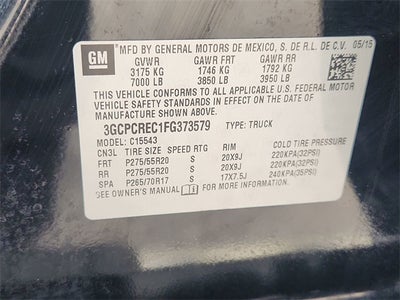 GM
MFD BY GENERAL MOTORS DE MEXICO, S. DE R.L. DE C.V. 05/15
GVWR GAWR FRT GAWR RR
3175 KG 1746 KG 1792 KG
7000 LB 3850 LB 3950 LB
THIS VEHICLE CONFORMS TO ALL APPLICABLE U.S. FEDERAL MOTOR
VEHICLE SAFETY STANDARDS IN EFFECT ON THE DATE OF
MANUFACTURE SHOWN ABOVE.
3GCPCREC1FG373579 TYPE: TRUCK
MODEL: C15543
CN3L TIRE SIZE SPEED RTG RIM COLD TIRE PRESSURE
FRT P275/55R20 S 20X9J 220KPA(32PSI)
RR P275/55R20 S 20X9J 220KPA(32PSI)
SPA P265/70R17 S 17X7.5J 240KPA(35PSI)
SEE OWNER'S MANUAL FOR MORE INFORMATION.